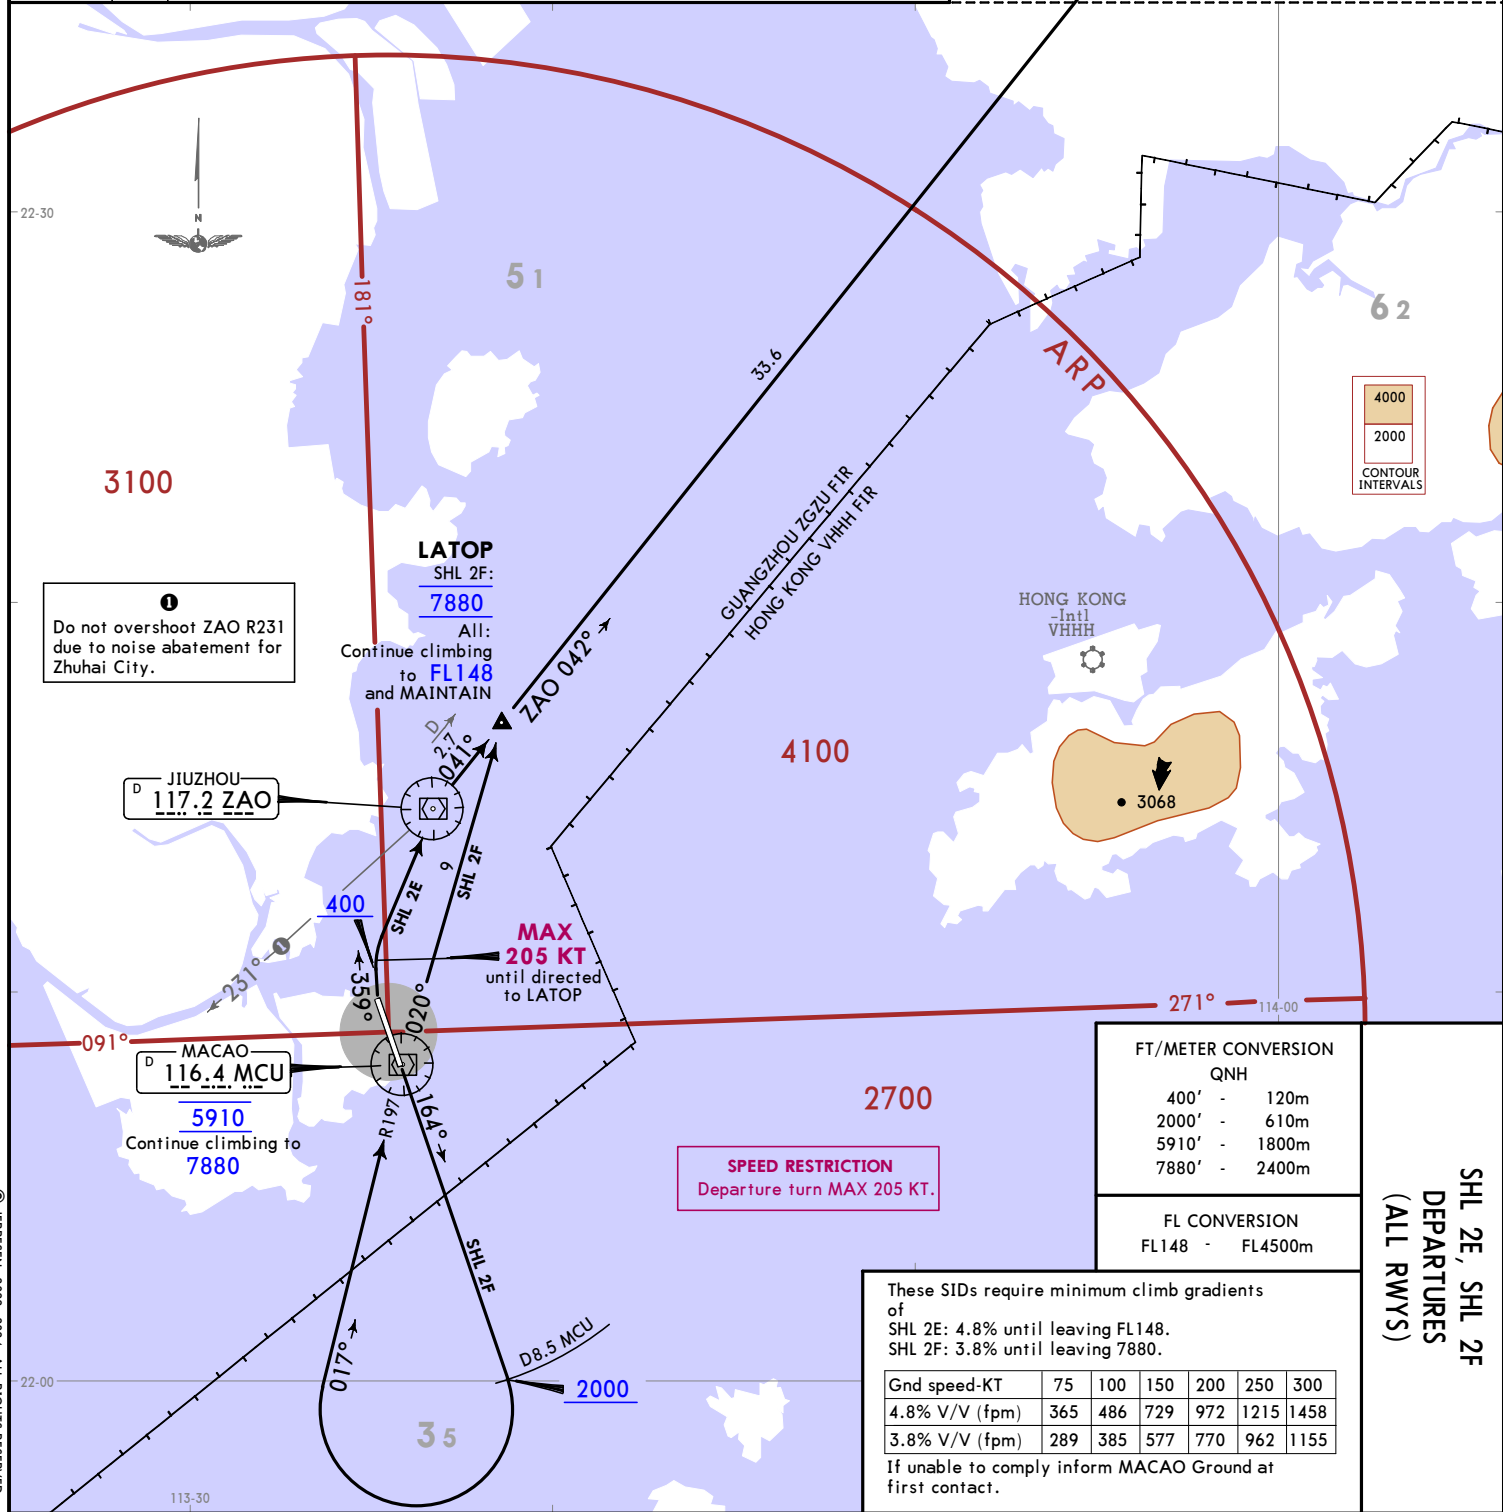 N
22-30
181°
51
62
33.6
ARP
4000
2000
CONTOUR
INTERVALS
3100
LATOP
SHL 2F:
7880
All:
Continue climbing
to FL148
and MAINTAIN
GUANGZHOU ZGZU FIR
HONG KONG VHHH FIR
HONG KONG
-Intl
VHHH
1
Do not overshoot ZAO R231
due to noise abatement for
Zhuhai City.
ZAO 042°
D
2.7
041°
4100
3068
JIUZHOU
D 117.2 ZAO
9
SHL 2F
SHL 2E
400
MAX
205 KT
until directed
to LATOP
1
231°
359°
020°
271°
114-00
091°
MACAO
D 116.4 MCU
5910
Continue climbing to
7880
R197
164°
2700
SPEED RESTRICTION
Departure turn MAX 205 KT.
FT/METER CONVERSION
QNH
400' - 120m
2000' - 610m
5910' - 1800m
7880' - 2400m
FL CONVERSION
FL148 - FL4500m
SHL 2E, SHL 2F
DEPARTURES
(ALL RWYS)
SHL 2F
017°
D8.5 MCU
2000
22-00
35
113-30
These SIDs require minimum climb gradients
of
SHL 2E: 4.8% until leaving FL148.
SHL 2F: 3.8% until leaving 7880.
Gnd speed-KT 75 100 150 200 250 300
4.8% V/V (fpm) 365 486 729 972 1215 1458
3.8% V/V (fpm) 289 385 577 770 962 1155
If unable to comply inform MACAO Ground at
first contact.